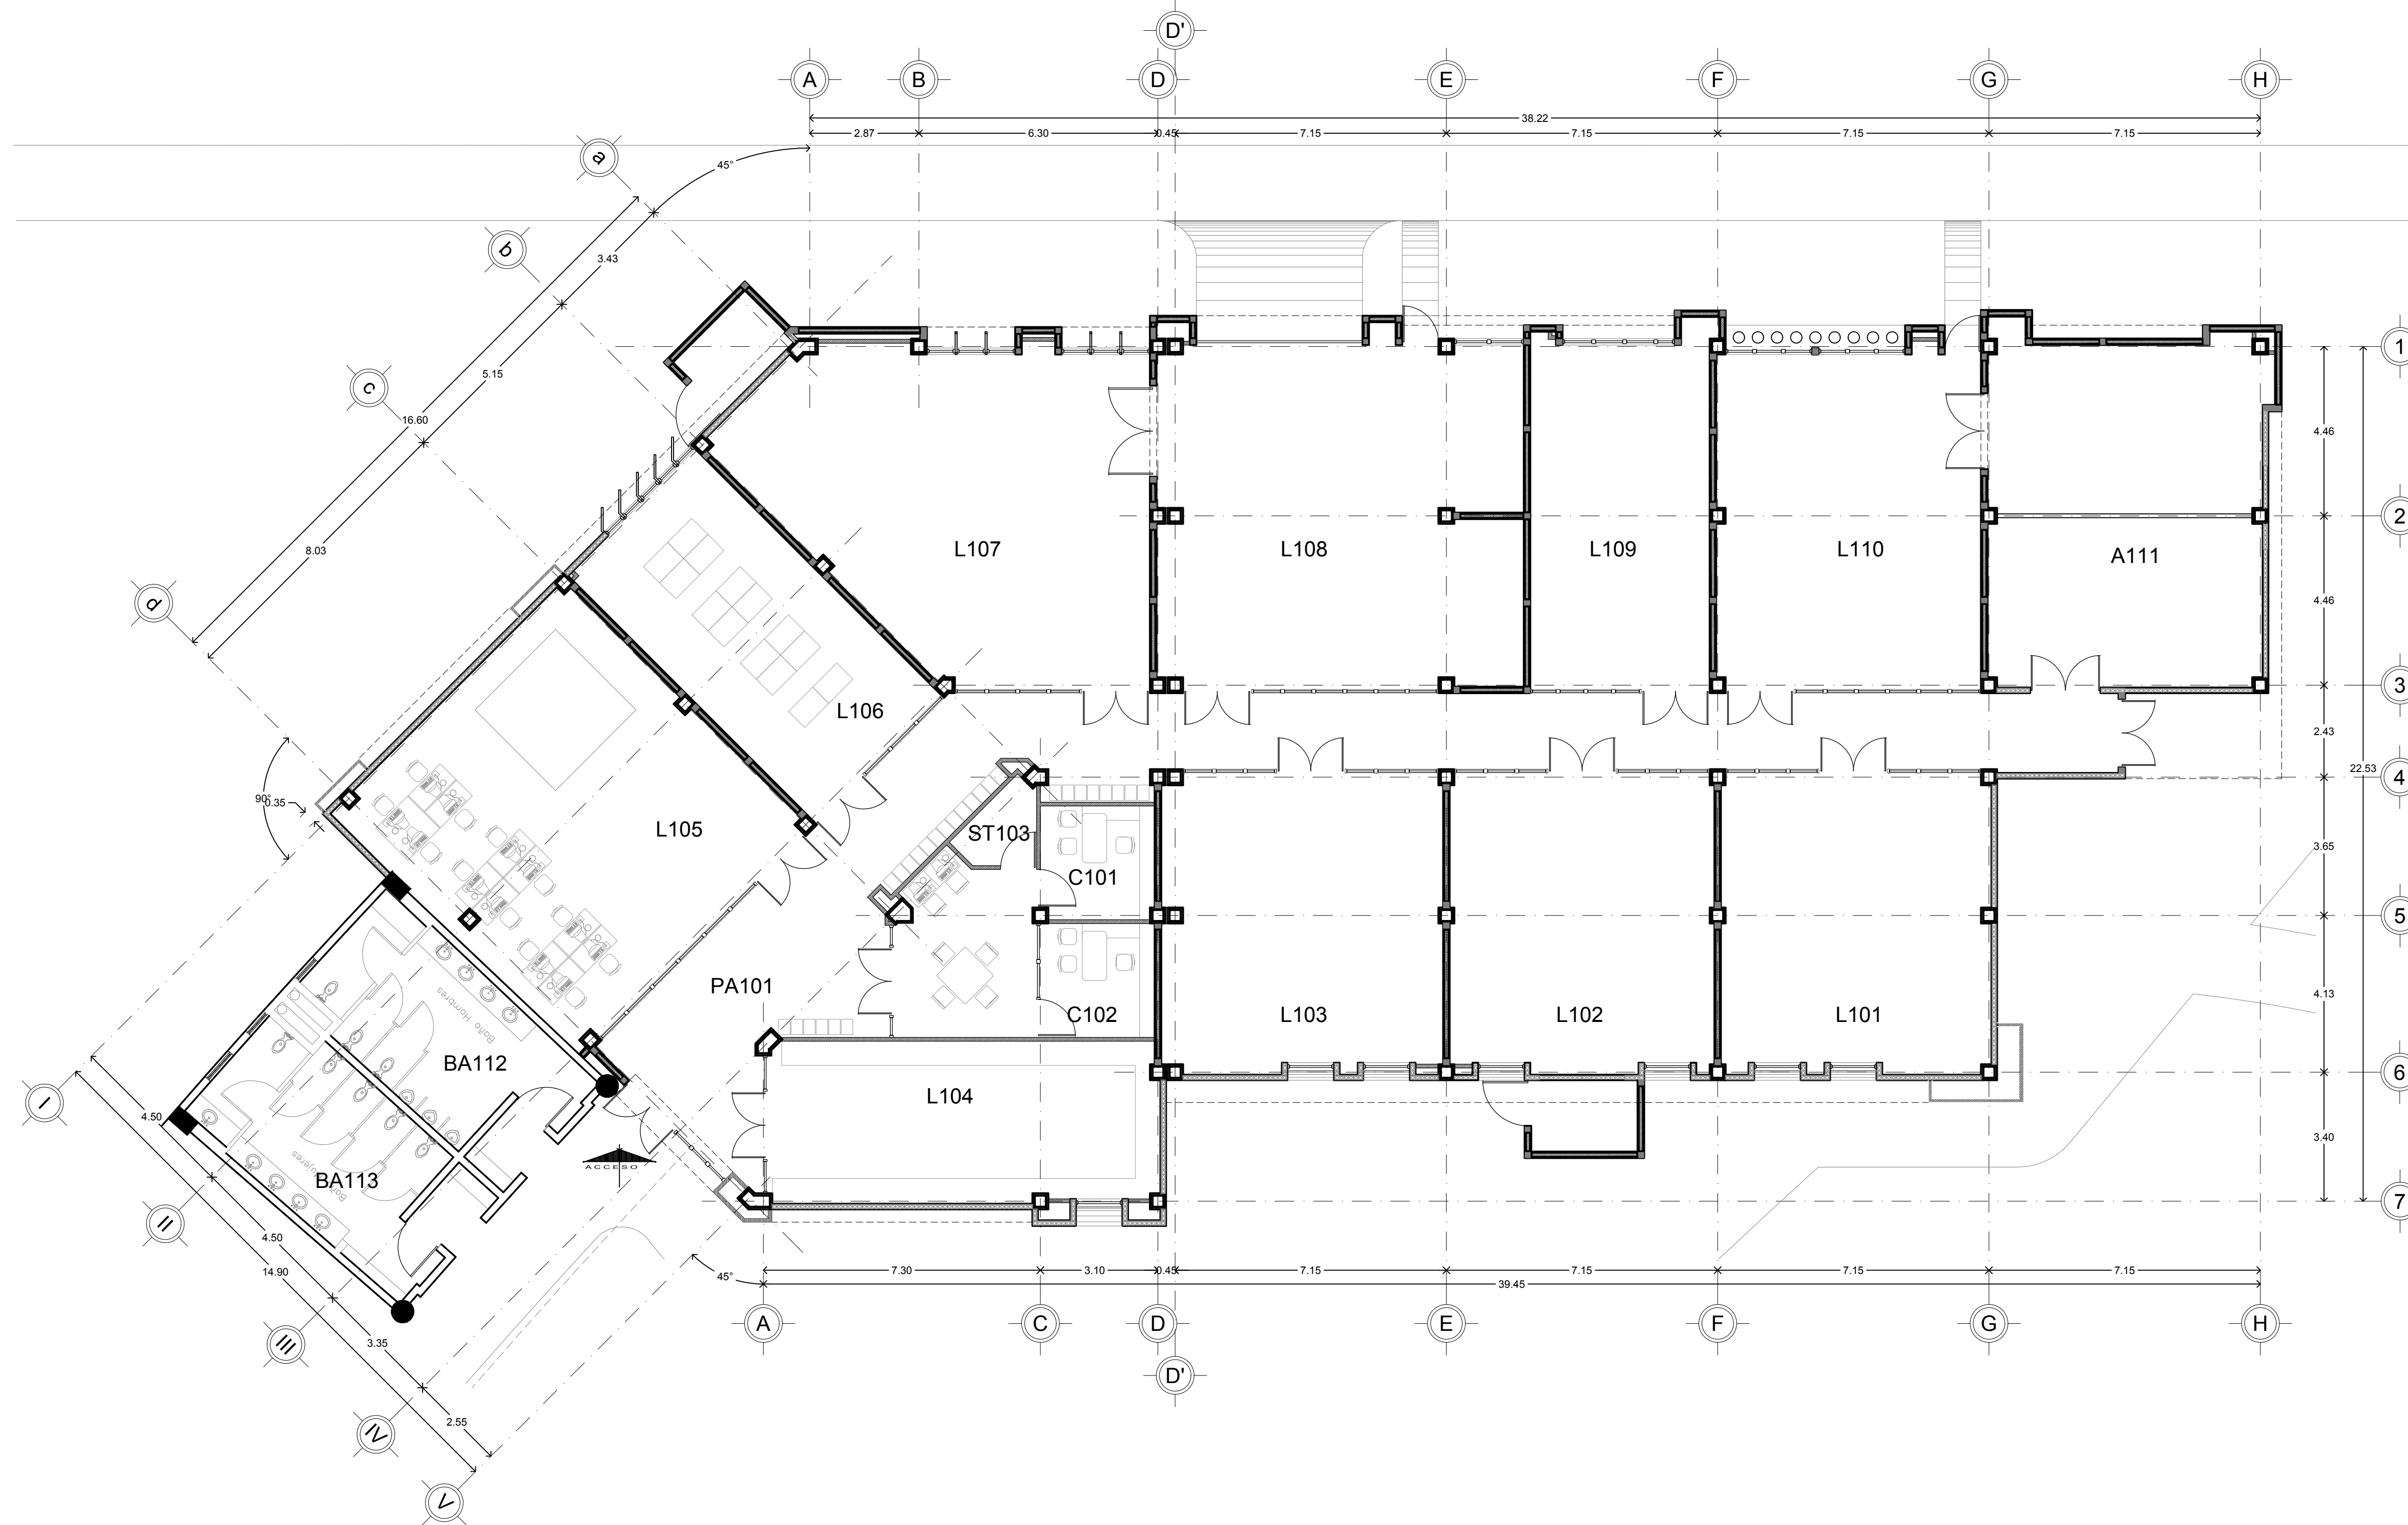 D'
A B D E F G H
38.22
2.87 6.30 0.45 7.15 7.15 7.15 7.15
a
45°
b
3.43
c
5.15
16.60
8.03
d
1
4.46
2
L107 L108 L109 L110 A111
4.46
L106
3
2.43
22.53
4
90°
0.35
L105
ST103
C101
3.65
5
PA101
C102
L103 L102 L101
4.13
Baño Hombres
BA112
L104
6
I
4.50
ACCESO
3.40
BA113
7
II
4.50
14.90
45°
7.30 3.10 0.45 7.15 7.15 7.15 7.15
39.45
III
3.35
A C D E F G H
D'
IV
2.55
V